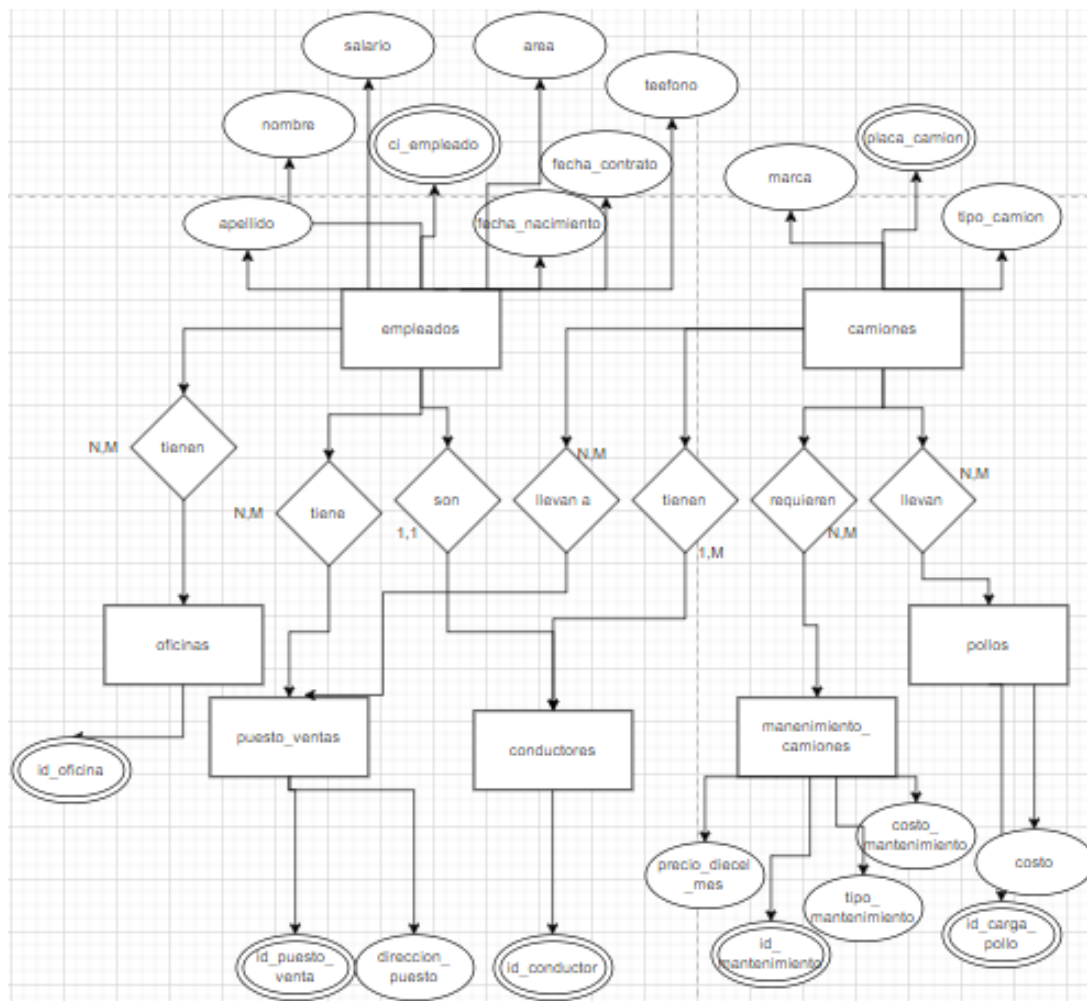 salario
area
teefono
nombre
ci_empleado
placa_camion
fecha_contrato
marca
apellido
fecha_nacimiento
tipo_camion
empleados
camiones
tienen
N,M
N,M
tiene
son
1,1
llevan a
N,M
tienen
1,M
requieren
N,M
llevan
N,M
oficinas
pollos
puesto_ventas
conductores
manenimiento_
camiones
id_oficina
costo_
mantenimiento
precio_diecel
_mes
costo
tipo_
mantenimiento
id_carga_
pollo
id_puesto_
venta
direccion_
puesto
id_conductor
id_
mantenimiento